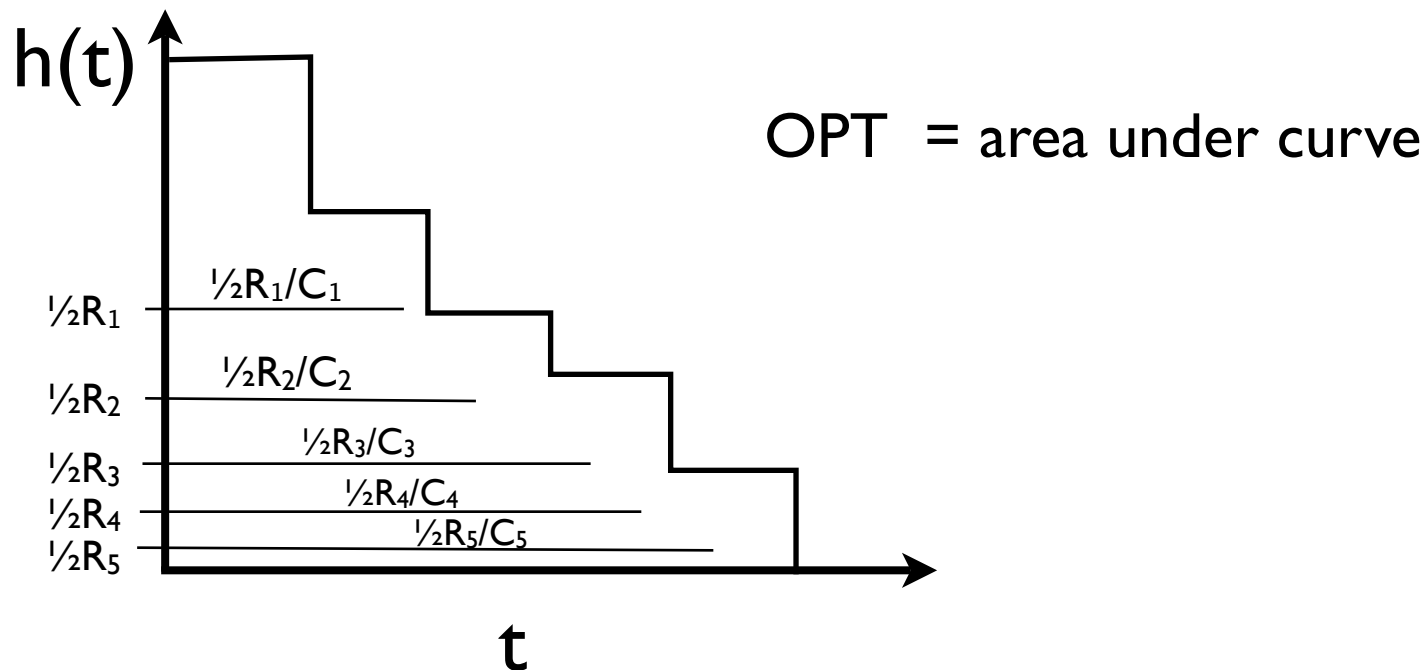 h(t)
OPT = area under curve
½R₁/C₁
½R₁
½R₂/C₂
½R₂
½R₃/C₃
½R₃
½R₄/C₄
½R₄
½R₅/C₅
½R₅
t